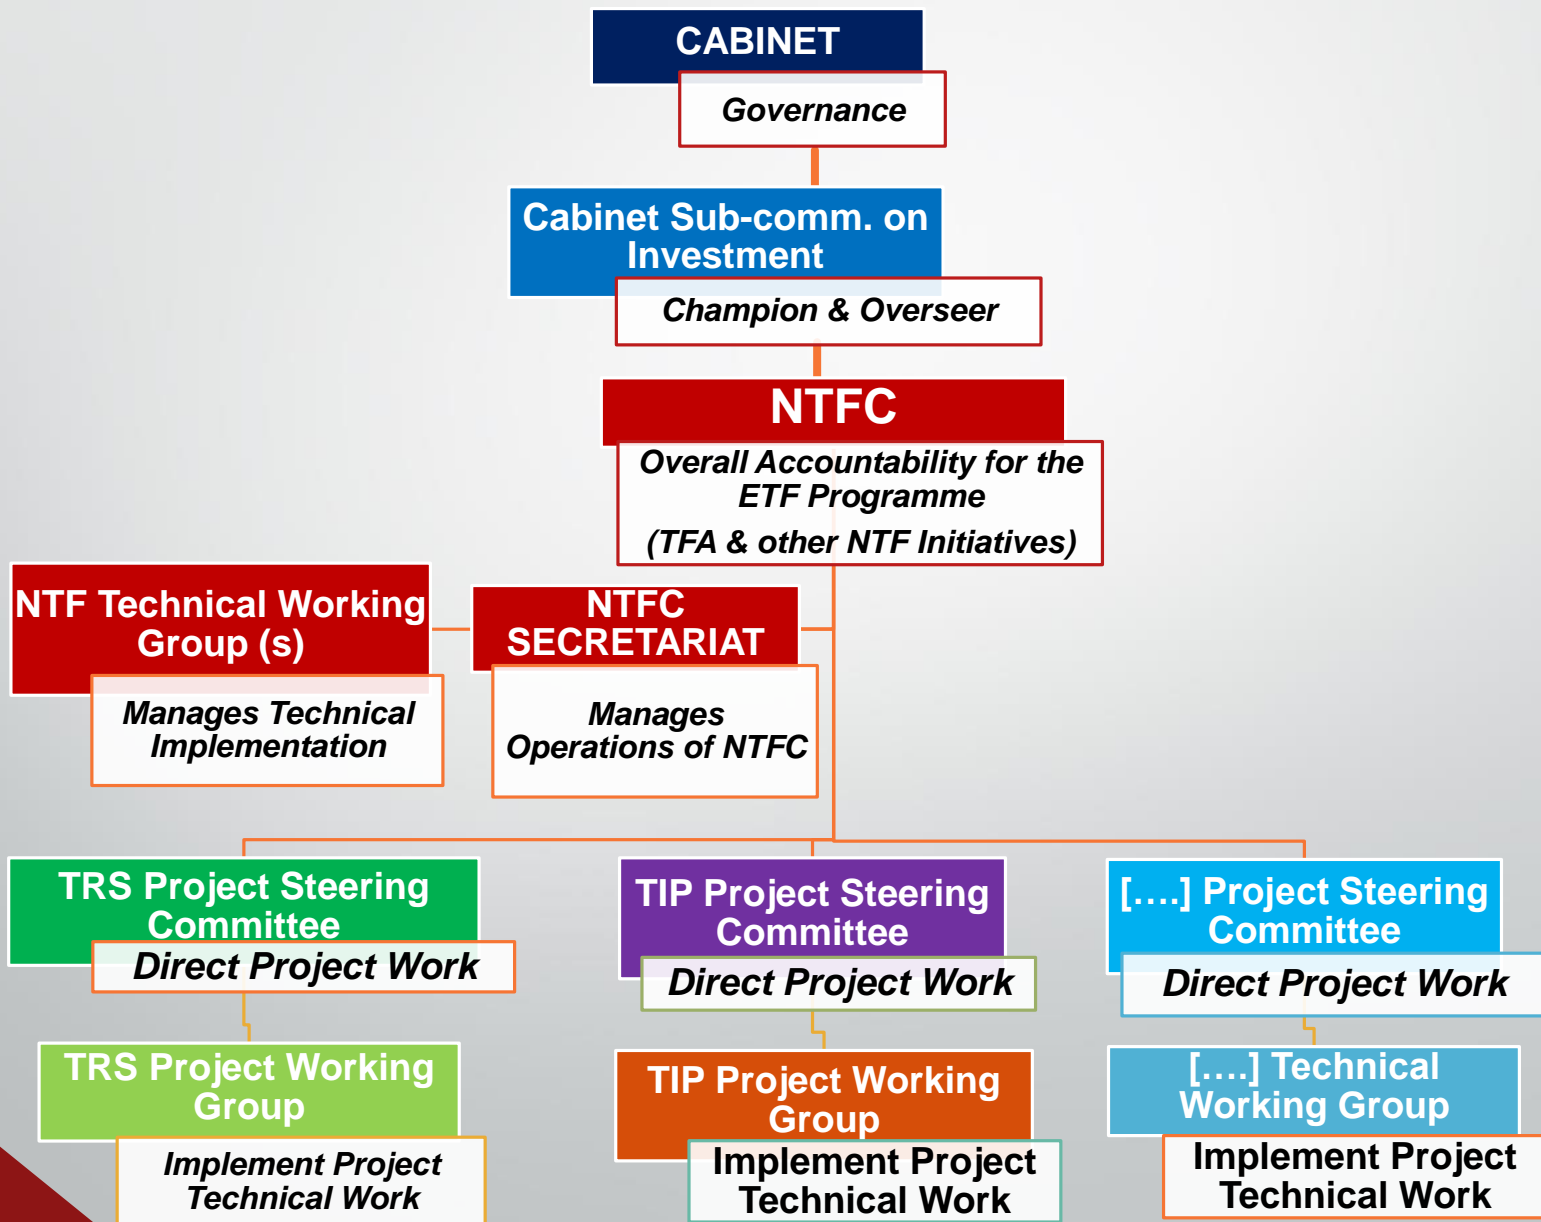 CABINET
Governance
Cabinet Sub-comm. on
Investment
Champion & Overseer
NTFC
Overall Accountability for the
ETF Programme
(TFA & other NTF Initiatives)
NTF Technical Working
Group (s)
Manages Technical
Implementation
NTFC
SECRETARIAT
Manages
Operations of NTFC
TRS Project Steering
Committee
Direct Project Work
TIP Project Steering
Committee
Direct Project Work
[....] Project Steering
Committee
Direct Project Work
TRS Project Working
Group
Implement Project
Technical Work
TIP Project Working
Group
Implement Project
Technical Work
[....] Technical
Working Group
Implement Project
Technical Work